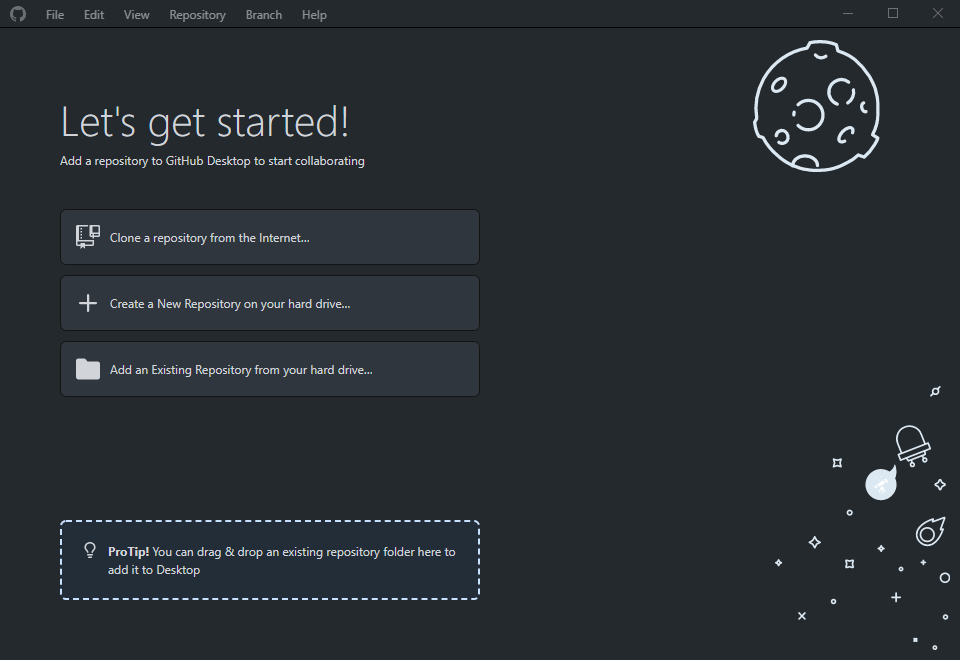 File Edit View Repository Branch Help
Let's get started!
Add a repository to GitHub Desktop to start collaborating
Clone a repository from the Internet...
Create a New Repository on your hard drive...
Add an Existing Repository from your hard drive...
ProTip! You can drag & drop an existing repository folder here to
add it to Desktop